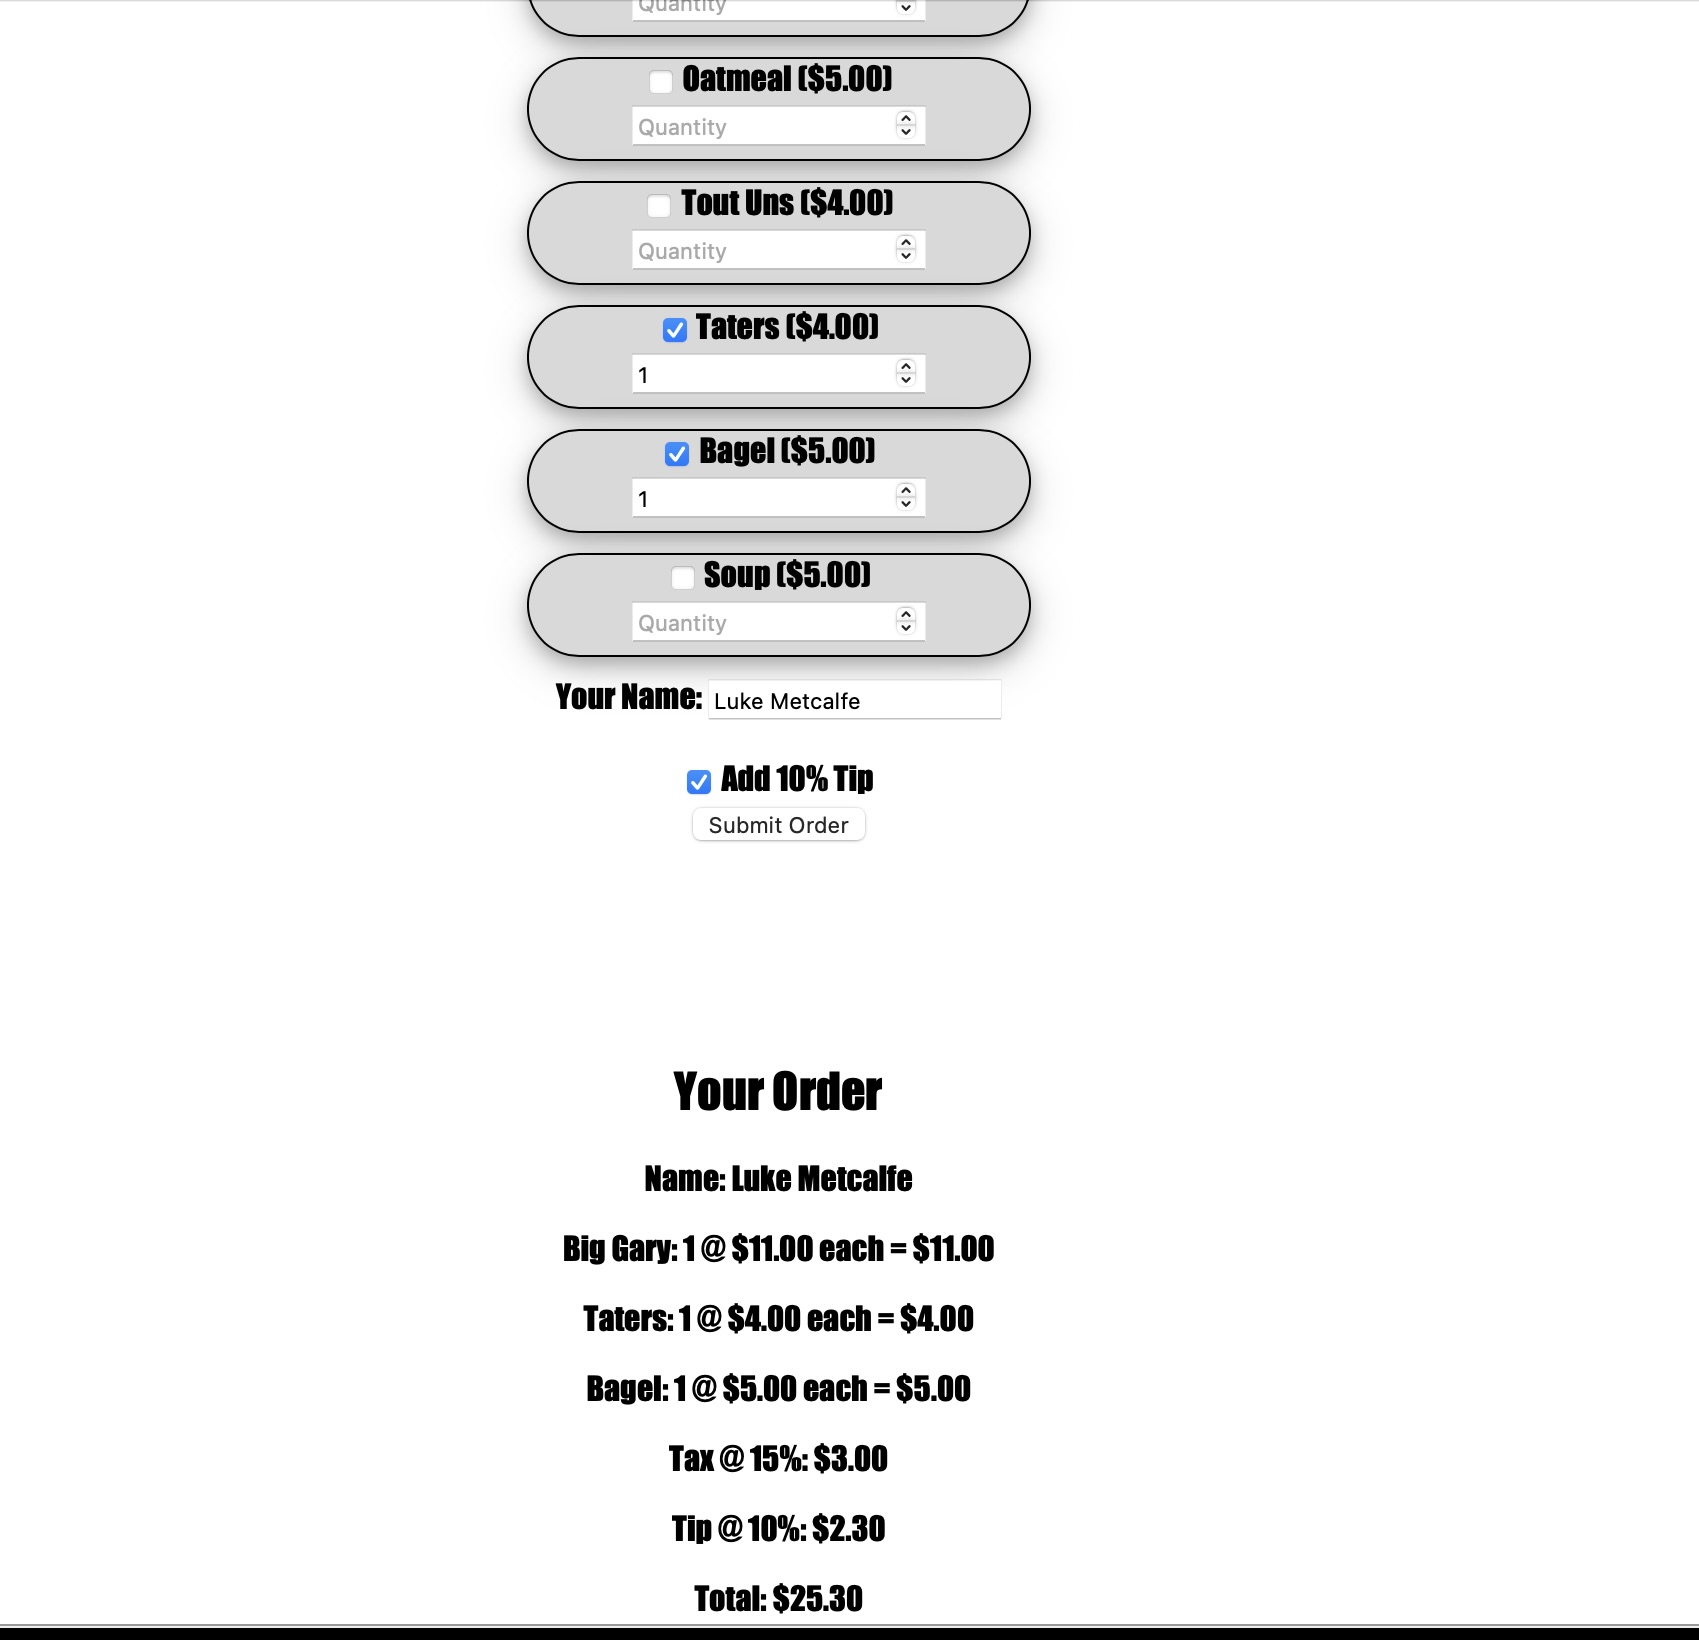 Quantity
Oatmeal ($5.00)
Quantity
Tout Uns ($4.00)
Quantity
Taters ($4.00)
1
Bagel ($5.00)
1
Soup ($5.00)
Quantity
Your Name: Luke Metcalfe
Add 10% Tip
Submit Order
Your Order
Name: Luke Metcalfe
Big Gary: 1 @ $11.00 each = $11.00
Taters: 1 @ $4.00 each = $4.00
Bagel: 1 @ $5.00 each = $5.00
Tax @ 15%: $3.00
Tip @ 10%: $2.30
Total: $25.30